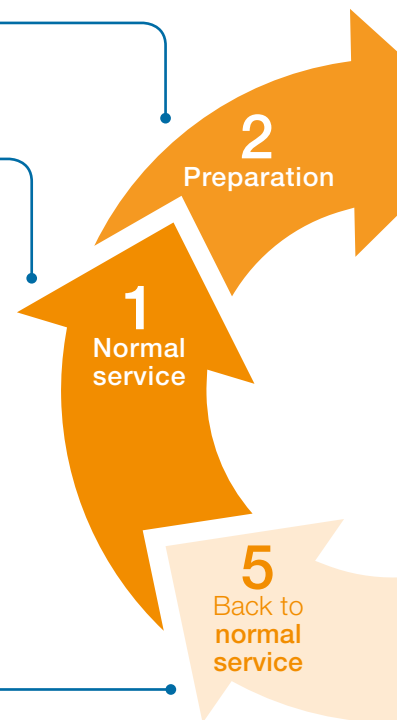 2
Preparation
1
Normal
service
5
Back to
normal
service